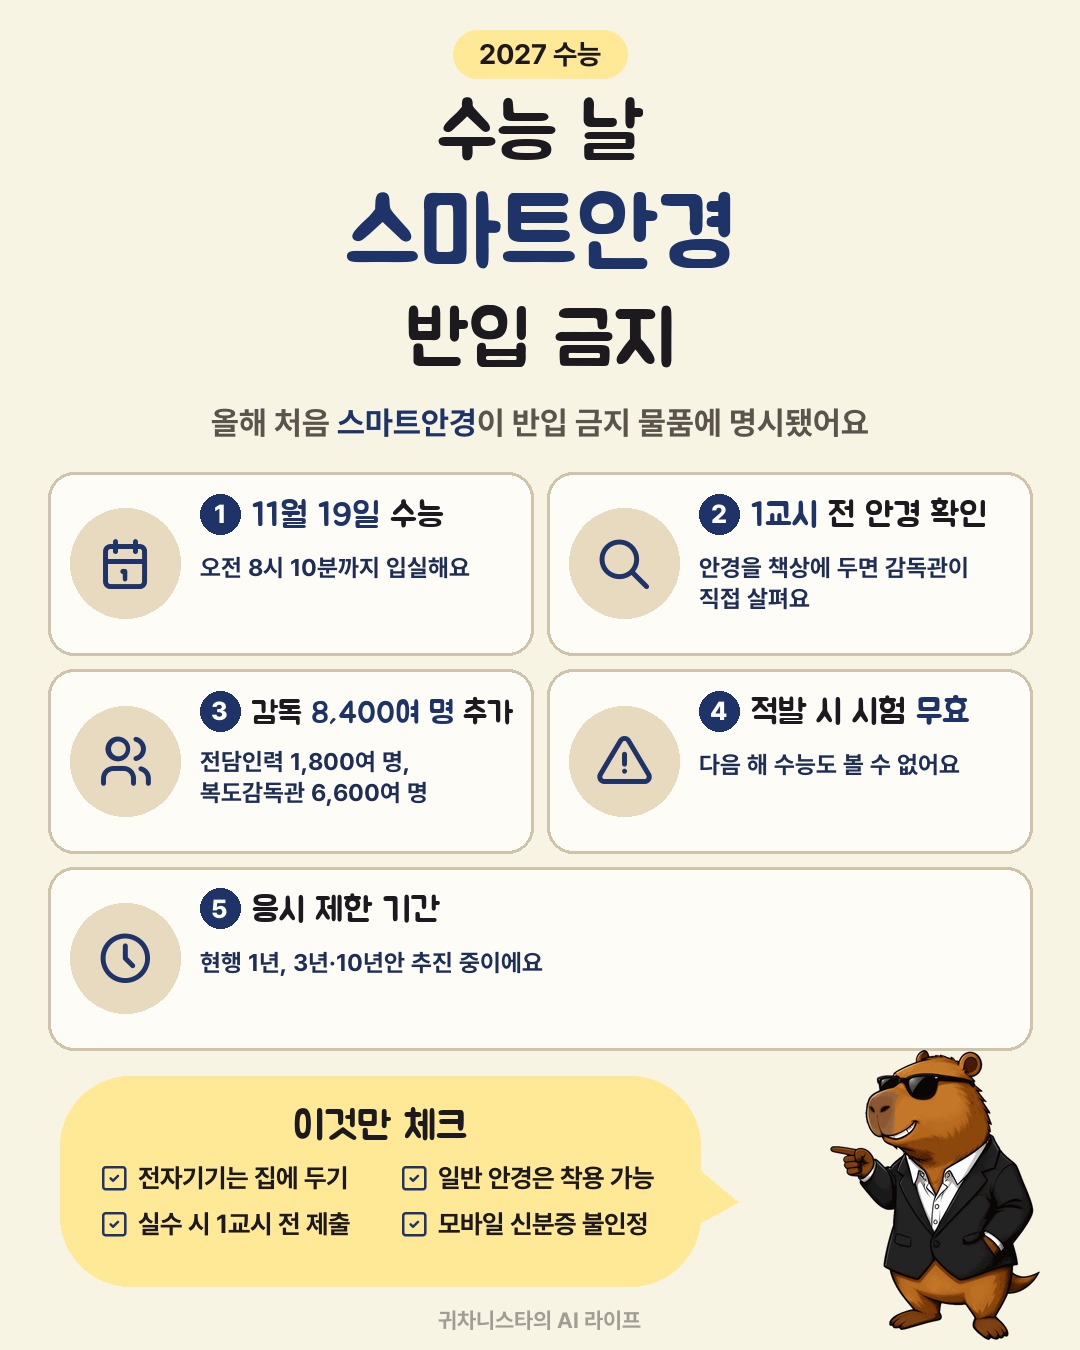 2027 수능
수능 날
스마트안경
반입 금지
올해 처음 스마트안경이 반입 금지 물품에 명시됐어요
1 11월 19일 수능
오전 8시 10분까지 입실해요
2 1교시 전 안경 확인
안경을 책상에 두면 감독관이
직접 살펴요
3 감독 8,400여 명 추가
전담인력 1,800여 명,
복도감독관 6,600여 명
4 적발 시 시험 무효
다음 해 수능도 볼 수 없어요
5 응시 제한 기간
현행 1년, 3년·10년안 추진 중이에요
이것만 체크
전자기기는 집에 두기
일반 안경은 착용 가능
실수 시 1교시 전 제출
모바일 신분증 불인정
귀차니스타의 AI 라이프